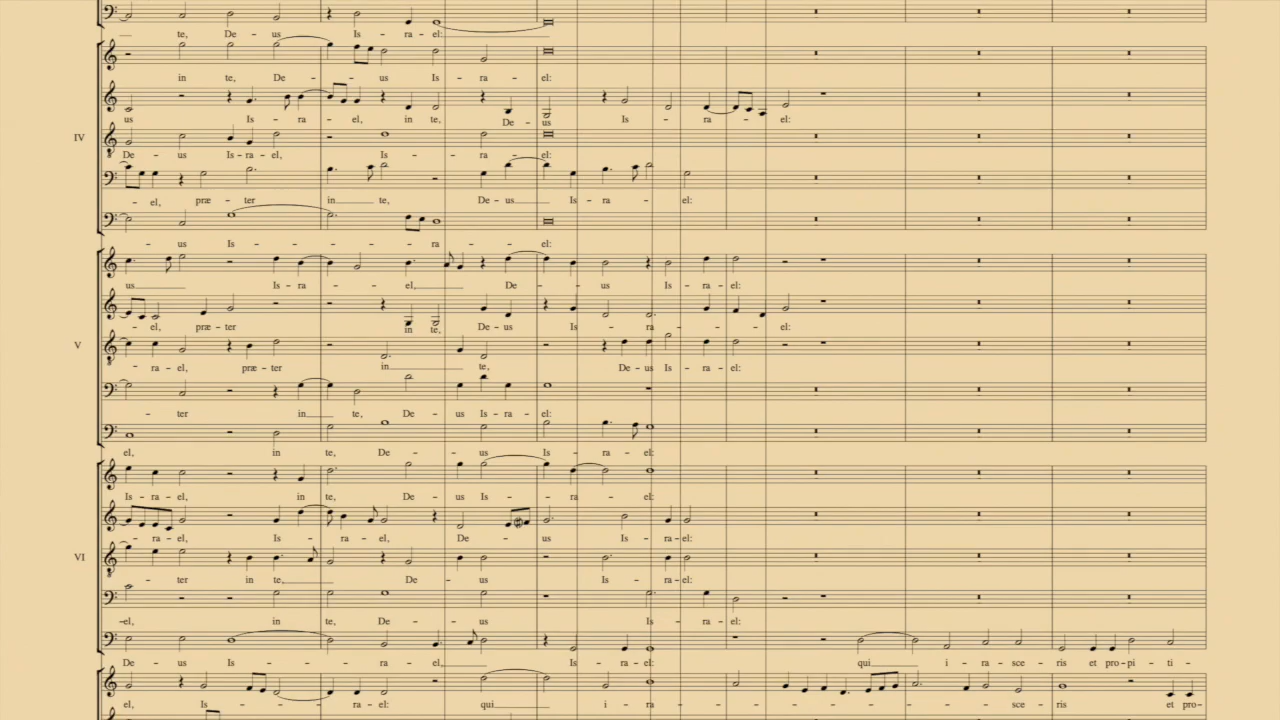 te, De - us Is - ra - el:
in te, De - - us Is - ra - el:
us Is - ra - el, in te, De - us Is - ra - el:
IV
De - us Is - ra - el, Is - ra - el:
el, præ - ter in te, De - us Is - ra - el:
- us Is - - ra - el:
us Is - ra - el, De - us Is - ra - el:
- el, præ - ter in te, De - us Is - ra - el:
V
- ra - el, præ - ter in te, De - us Is - ra - el:
- ter in te, De - us Is - ra - el:
el, in te, De - us Is - ra - el:
Is - ra - el, in te, De - us Is - ra - el:
- ra - el, Is - ra - el, De - us Is - ra - el:
VI
- ter in te, De - us Is - ra - el:
-el, in te, De - us Is - ra - el:
De - us Is - - ra - el, Is - ra - el: qui i - ra - sce - ris et pro - pi - ti -
el, Is - - ra - el: qui i - ra - sce - ris et pro -